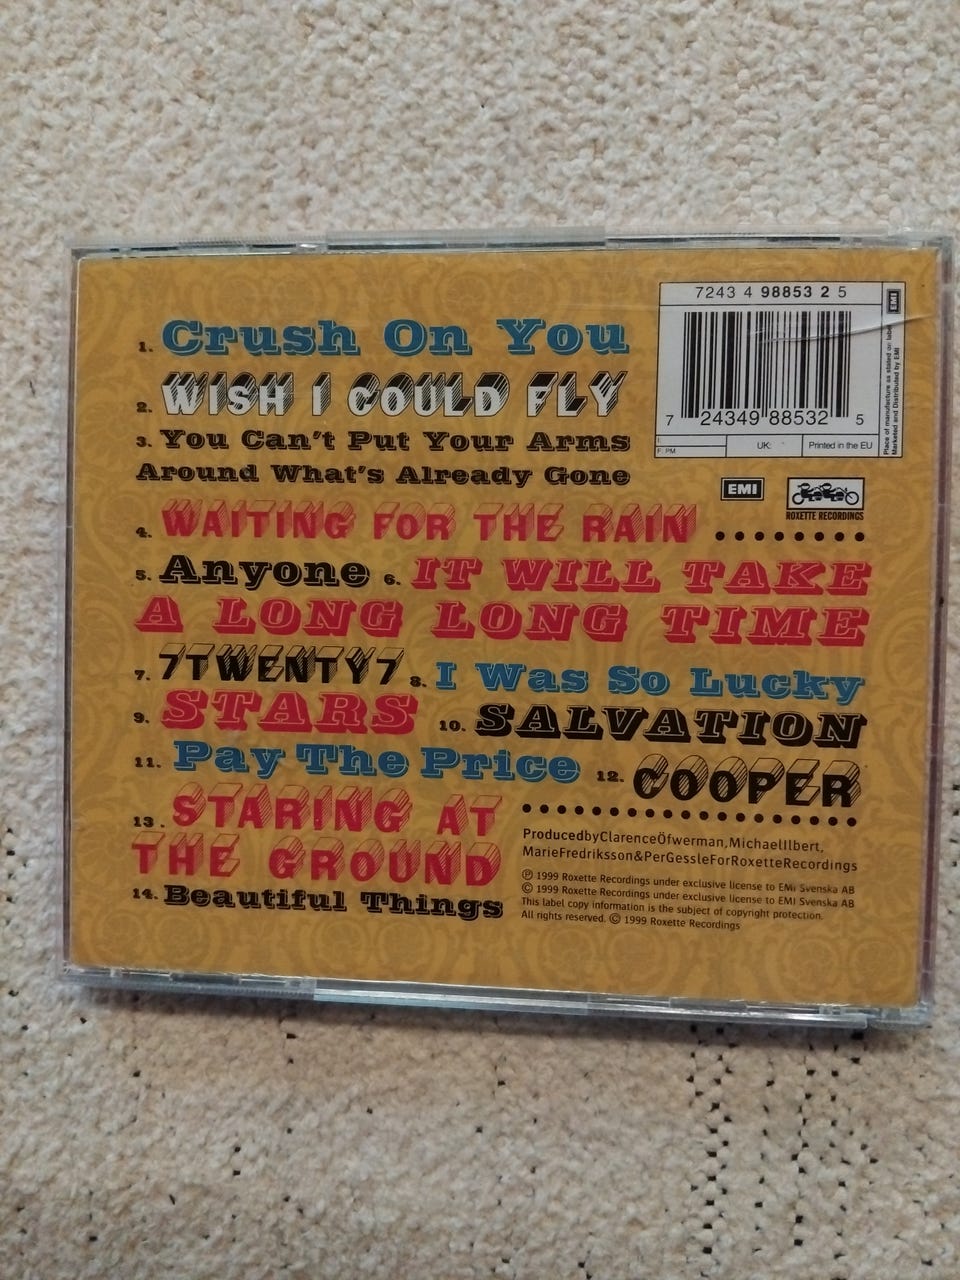 1. Crush On You
2. WISH I COULD FLY
3. You Can't Put Your Arms
Around What's Already Gone
4. WAITING FOR THE RAIN
5. Anyone 6. IT WILL TAKE
A LONG LONG TIME
7. 7TWENTY7 8. I Was So Lucky
9. STARS 10. SALVATION
11. Pay The Price 12. COOPER
13. STARING AT
THE GROUND
14. Beautiful Things
7243 4 98853 2 5
7 24349 88532 5
F: PM
UK:
Printed in the EU
EMI
Place of manufacture as stated on label
Marketed and Distributed by EMI
EMI
ROXETTE RECORDINGS
ProducedbyClarenceÖfwerman,MichaelIlbert,
MarieFredriksson&PerGessleForRoxetteRecordings
℗ 1999 Roxette Recordings under exclusive license to EMI Svenska AB
© 1999 Roxette Recordings under exclusive license to EMI Svenska AB
This label copy information is the subject of copyright protection.
All rights reserved. © 1999 Roxette Recordings